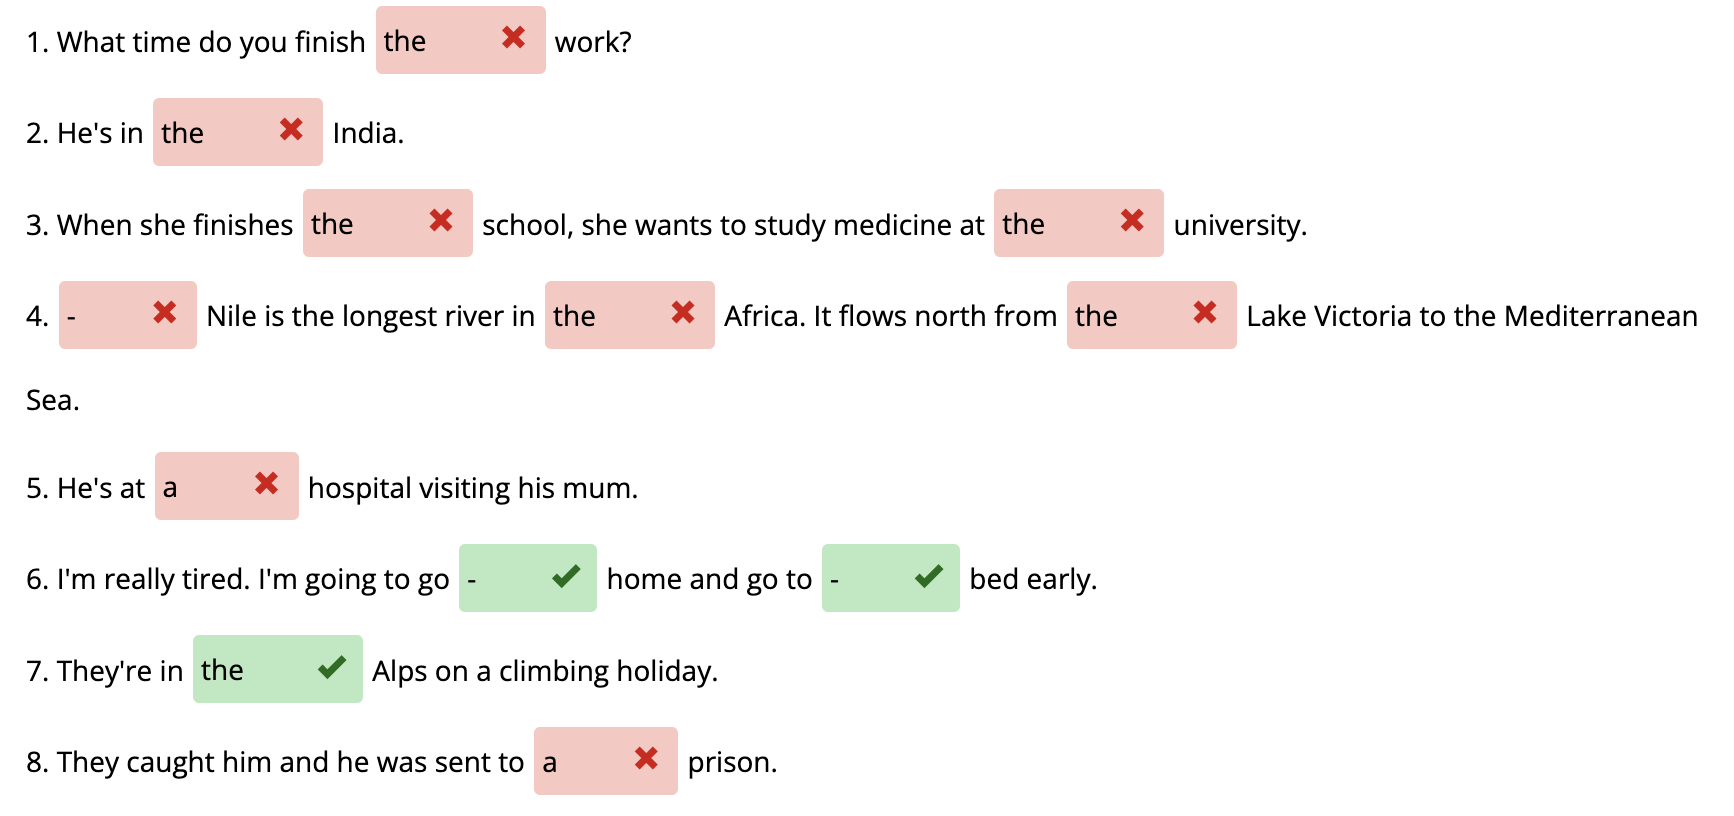 1. What time do you finish the ✖ work?
2. He's in the ✖ India.
3. When she finishes the ✖ school, she wants to study medicine at the ✖ university.
4. - ✖ Nile is the longest river in the ✖ Africa. It flows north from the ✖ Lake Victoria to the Mediterranean
Sea.
5. He's at a ✖ hospital visiting his mum.
6. I'm really tired. I'm going to go - ✔ home and go to - ✔ bed early.
7. They're in the ✔ Alps on a climbing holiday.
8. They caught him and he was sent to a ✖ prison.